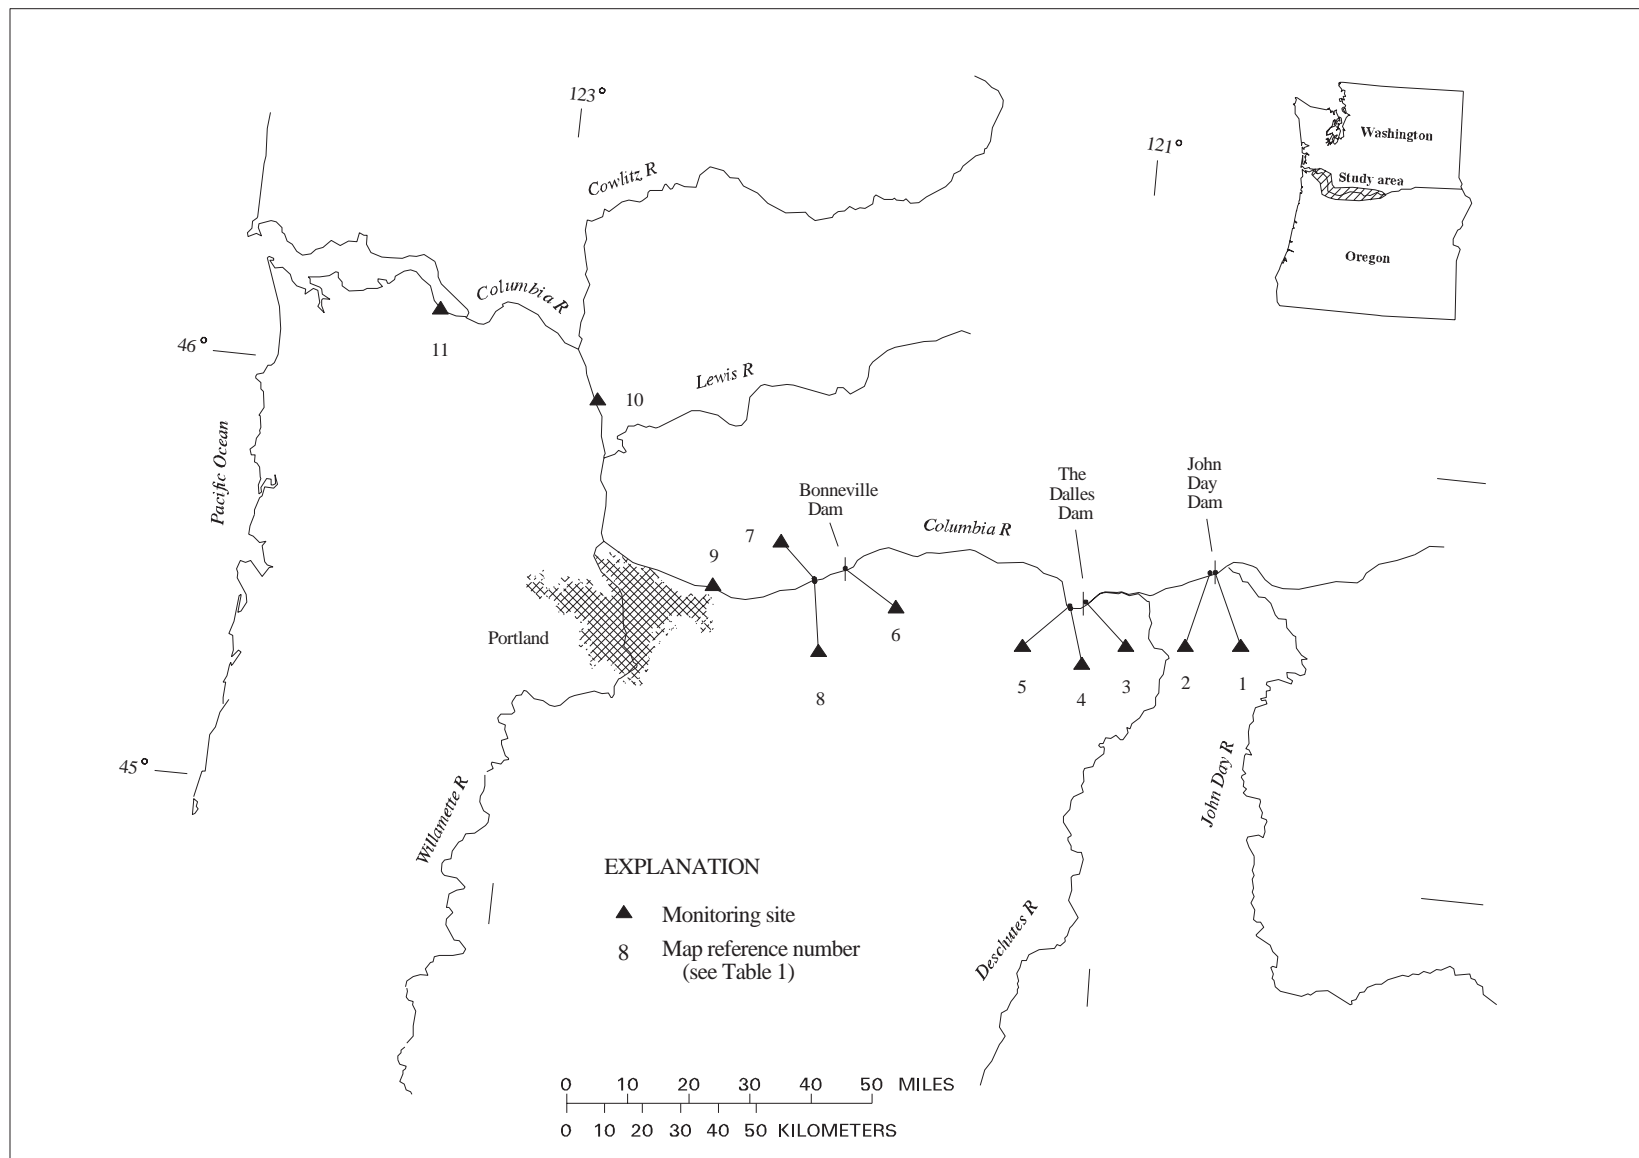 123°
121°
Washington
Study area
Oregon
Cowlitz R
Columbia R
46°
11
Lewis R
10
Pacific Ocean
Bonneville
Dam
The
Dalles
Dam
John
Day
Dam
Columbia R
7
9
6
Portland
8
5
4
3
2
1
45°
Willamette R
John Day R
Deschutes R
EXPLANATION
Monitoring site
8 Map reference number
(see Table 1)
0 10 20 30 40 50 MILES
0 10 20 30 40 50 KILOMETERS